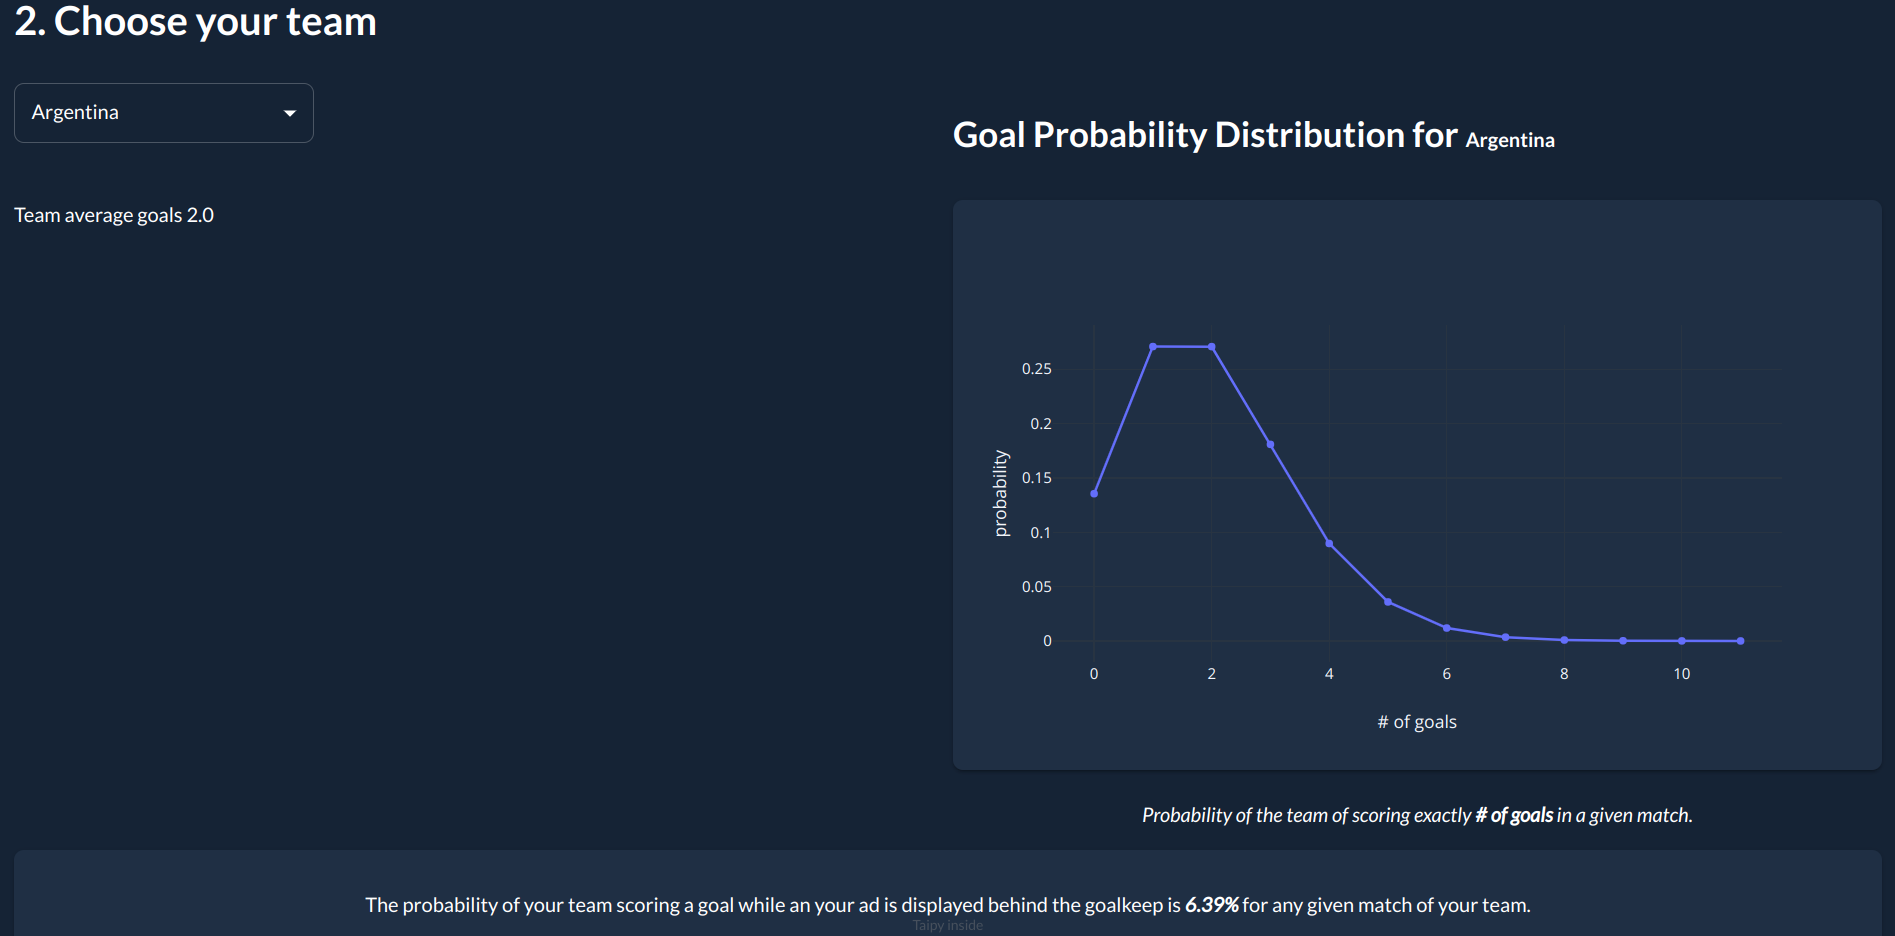 2. Choose your team
Argentina
Team average goals 2.0
Goal Probability Distribution for Argentina
0.25
0.2
0.15
0.1
0.05
0
probability
0 2 4 6 8 10
# of goals
Probability of the team of scoring exactly # of goals in a given match.
The probability of your team scoring a goal while an your ad is displayed behind the goalkeep is 6.39% for any given match of your team.
Taipy inside